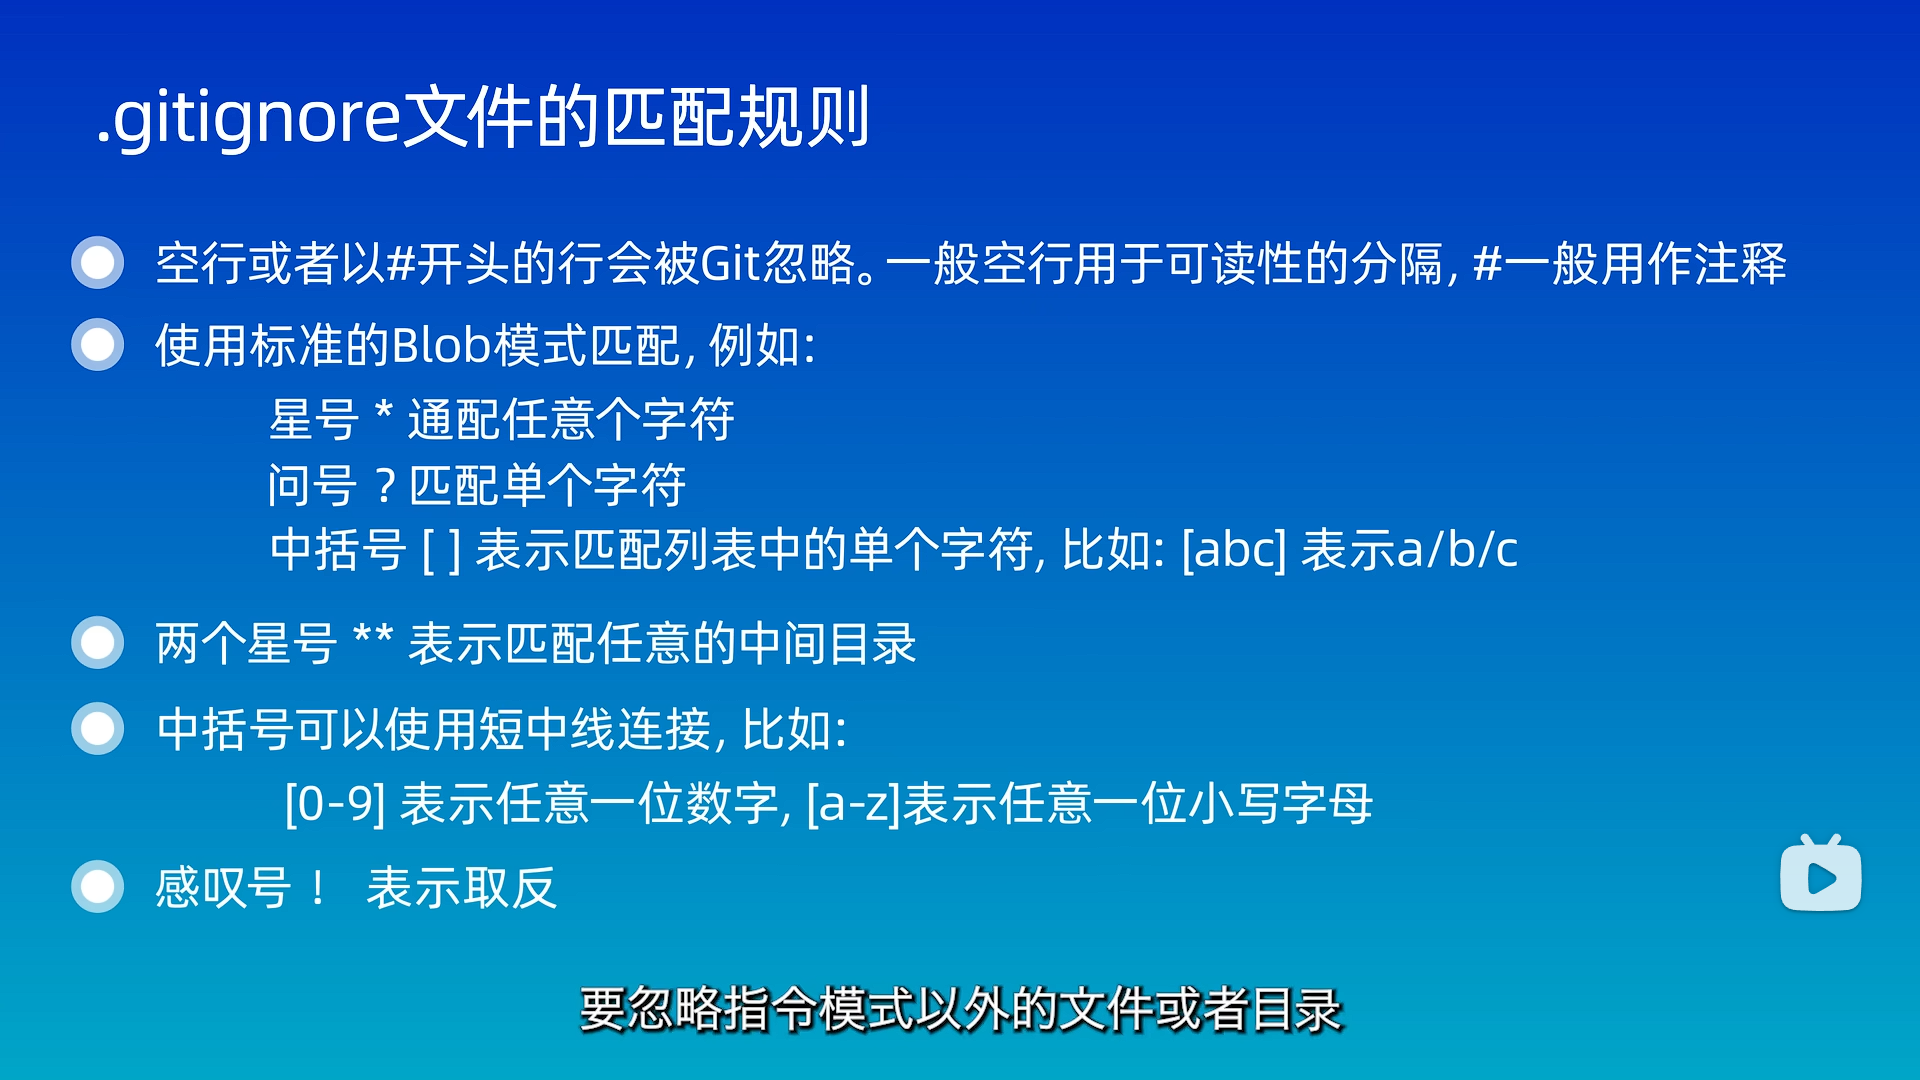 .gitignore文件的匹配规则
空行或者以#开头的行会被Git忽略。一般空行用于可读性的分隔, #一般用作注释
使用标准的Blob模式匹配, 例如:
星号 * 通配任意个字符
问号 ? 匹配单个字符
中括号 [ ] 表示匹配列表中的单个字符, 比如: [abc] 表示a/b/c
两个星号 ** 表示匹配任意的中间目录
中括号可以使用短中线连接, 比如:
[0-9] 表示任意一位数字, [a-z]表示任意一位小写字母
感叹号 ! 表示取反
要忽略指令模式以外的文件或者目录